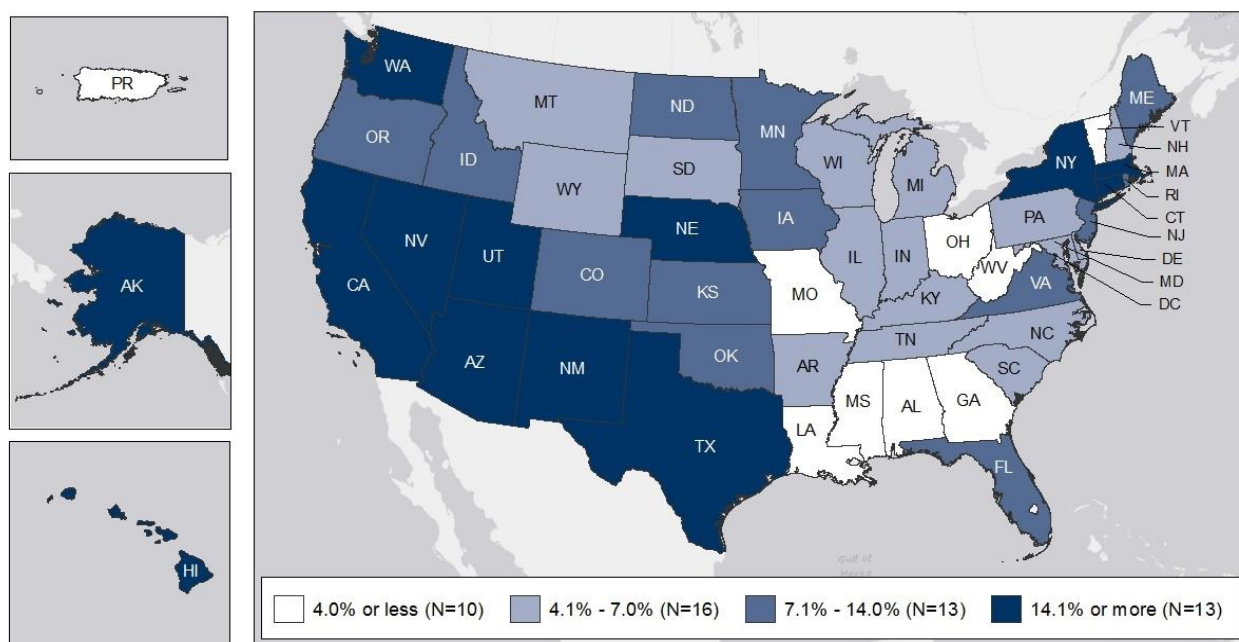 PR
AK
HI
WA
OR
ID
MT
WY
ND
SD
MN
WI
MI
NV
UT
CA
AZ
NM
CO
NE
KS
OK
TX
IA
MO
AR
LA
IL
IN
OH
KY
TN
WV
VA
NC
SC
MS
AL
GA
FL
PA
NY
ME
VT
NH
MA
RI
CT
NJ
DE
MD
DC
Gulf of
Mexico
4.0% or less (N=10)
4.1% - 7.0% (N=16)
7.1% - 14.0% (N=13)
14.1% or more (N=13)